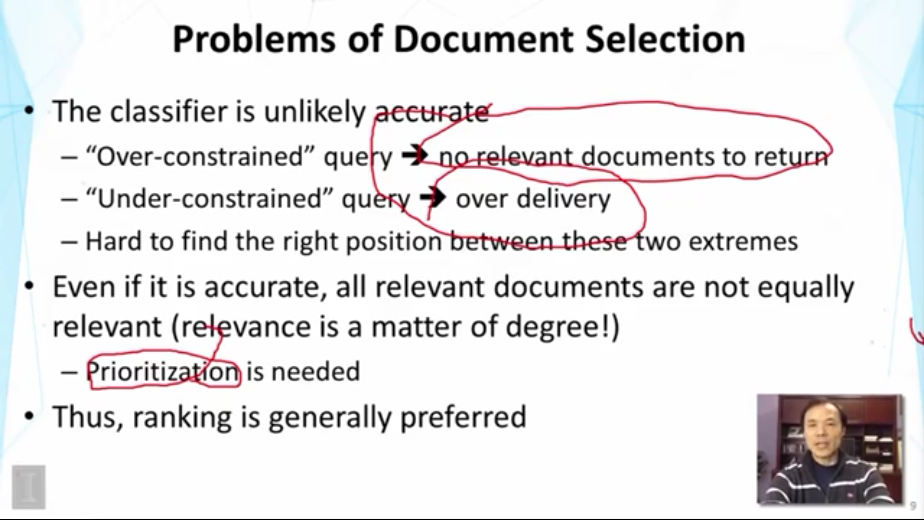 Problems of Document Selection
• The classifier is unlikely accurate
– “Over-constrained” query ➔ no relevant documents to return
– “Under-constrained” query ➔ over delivery
– Hard to find the right position between these two extremes
• Even if it is accurate, all relevant documents are not equally
relevant (relevance is a matter of degree!)
– Prioritization is needed
• Thus, ranking is generally preferred
I
9